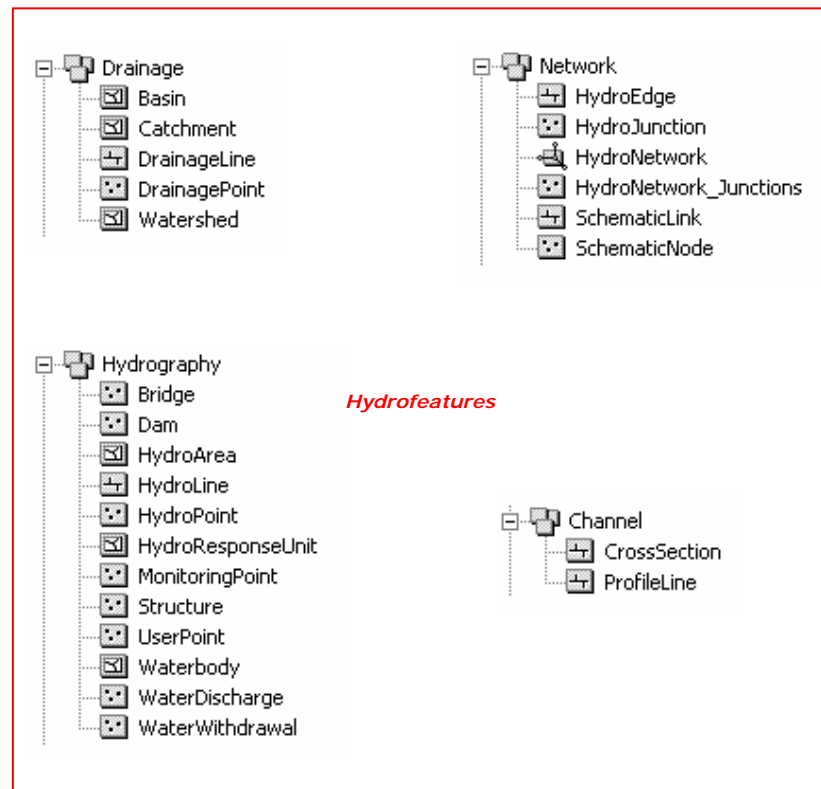 Drainage
Basin
Catchment
DrainageLine
DrainagePoint
Watershed
Network
HydroEdge
HydroJunction
HydroNetwork
HydroNetwork_Junctions
SchematicLink
SchematicNode
Hydrography
Bridge
Dam
HydroArea
HydroLine
HydroPoint
HydroResponseUnit
MonitoringPoint
Structure
UserPoint
Waterbody
WaterDischarge
WaterWithdrawal
Hydrofeatures
Channel
CrossSection
ProfileLine